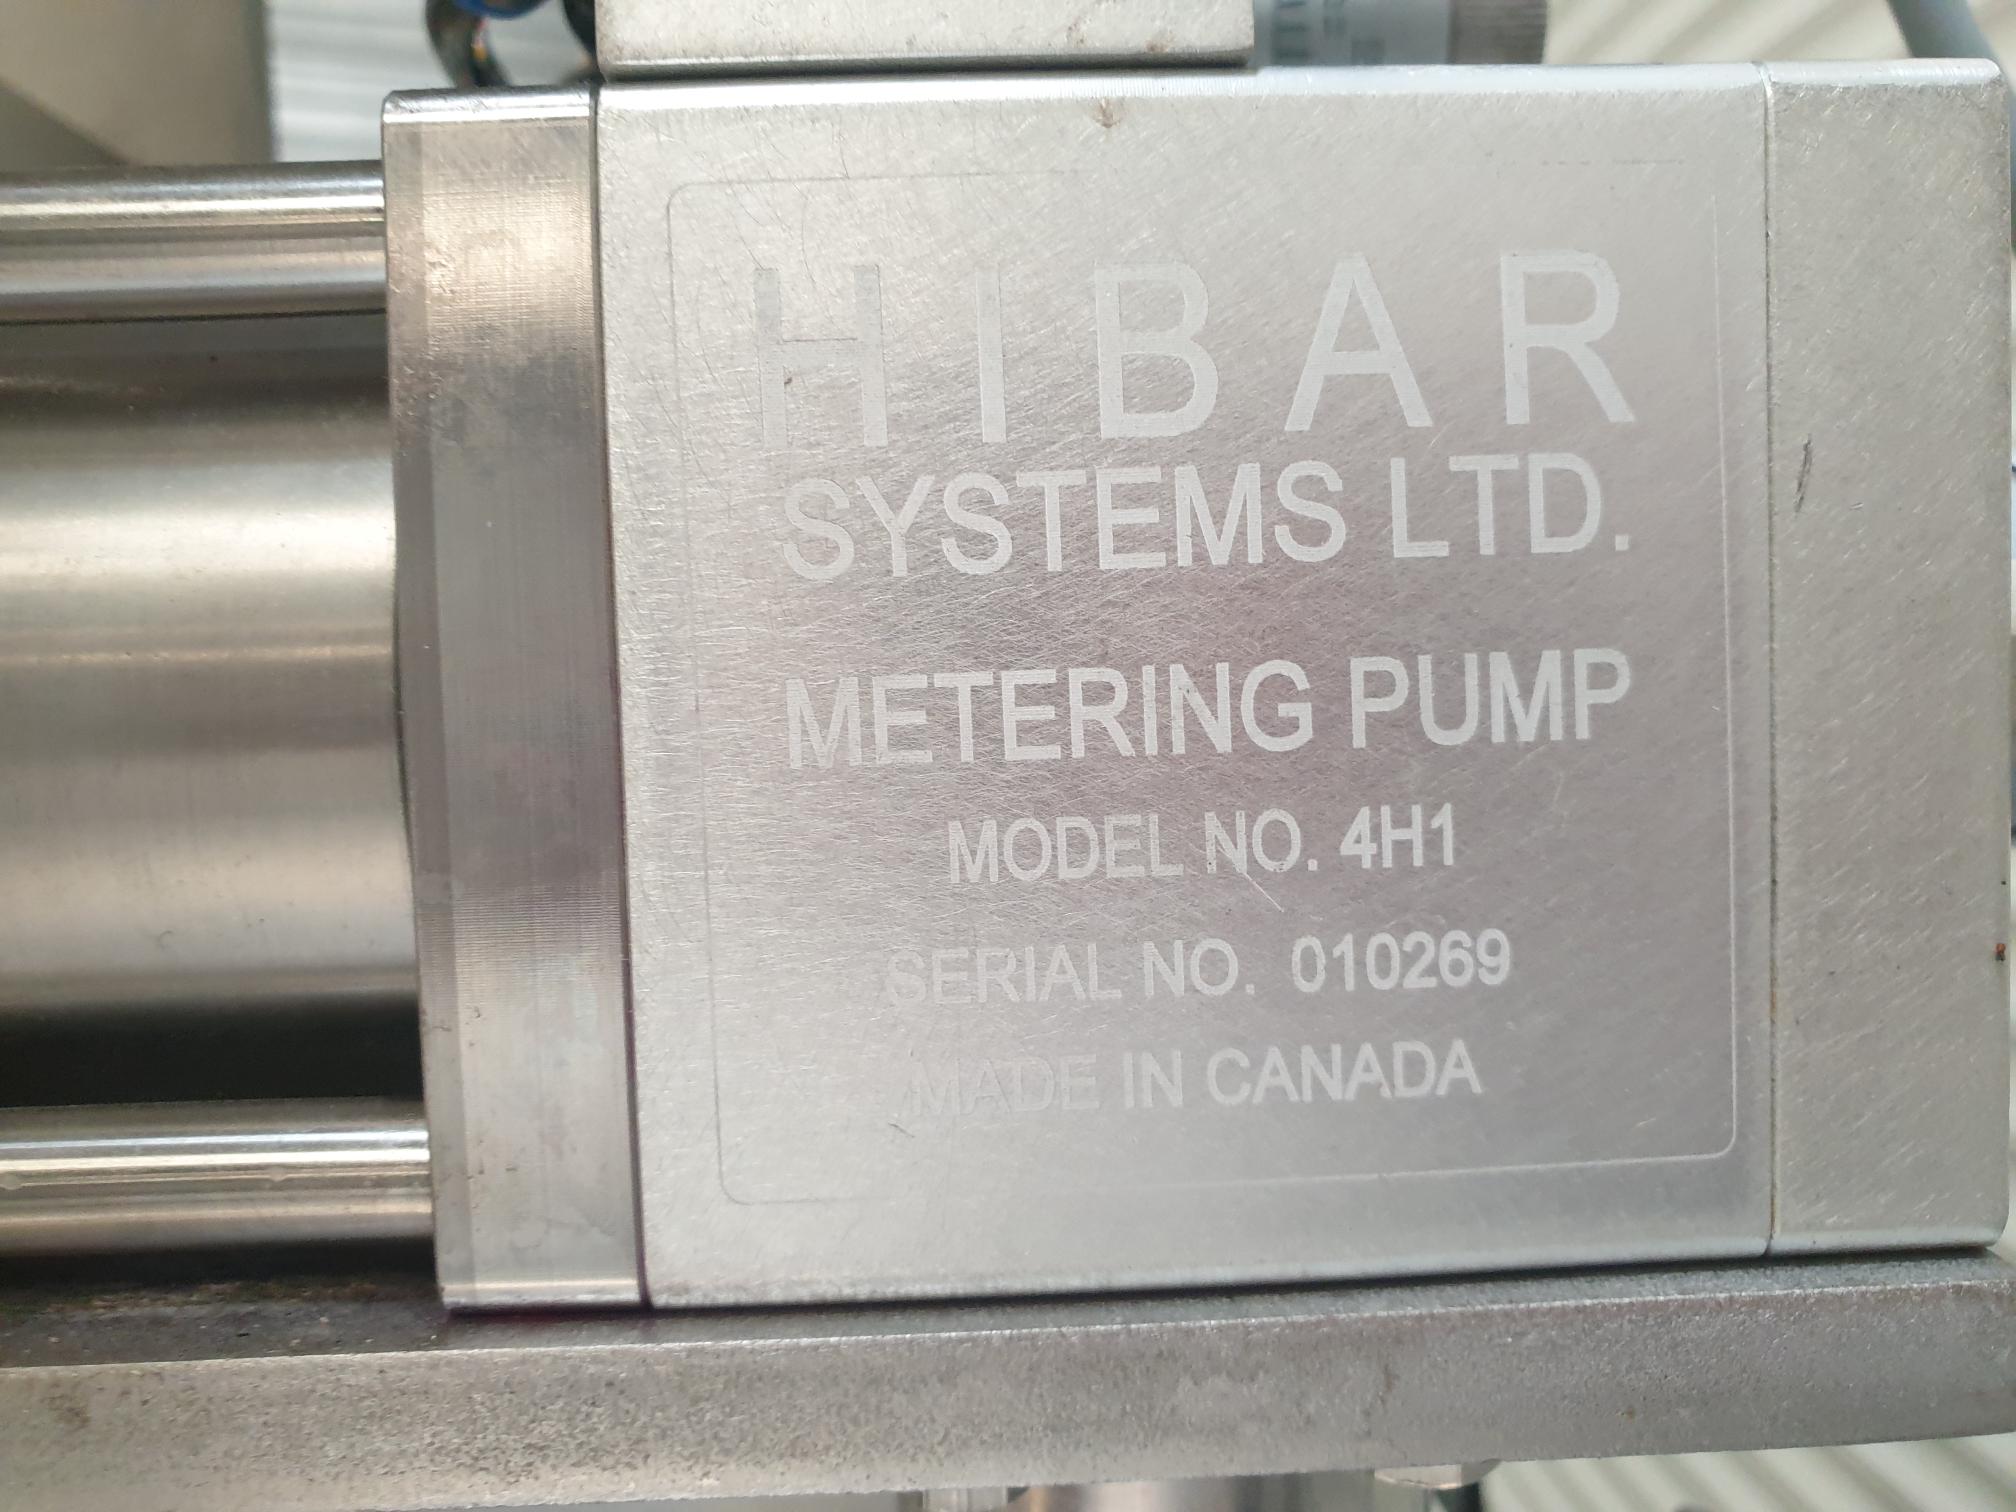 HIBAR
SYSTEMS LTD.
METERING PUMP
MODEL NO. 4H1
SERIAL NO. 010269
MADE IN CANADA